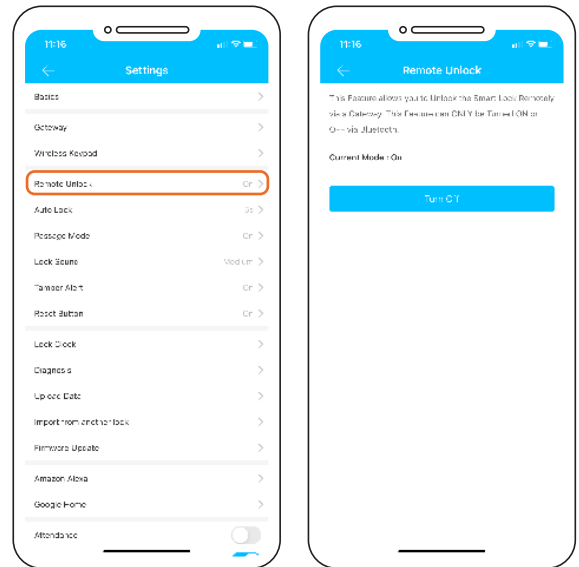 11:16
Settings
Basics
Gateway
Wireless Keypad
Remote Unlock On
Auto Lock 5s
Passage Mode On
Lock Sound Medium
Tamper Alert On
Reset Button On
Lock Clock
Diagnosis
Upload Data
Import from another lock
Firmware Update
Amazon Alexa
Google Home
Attendance
11:16
Remote Unlock
This Feature allows you to Unlock the Smart Lock Remotely
via a Gateway. This Feature can ONLY be Turned ON or
OFF via Bluetooth.
Current Mode : On
Turn Off